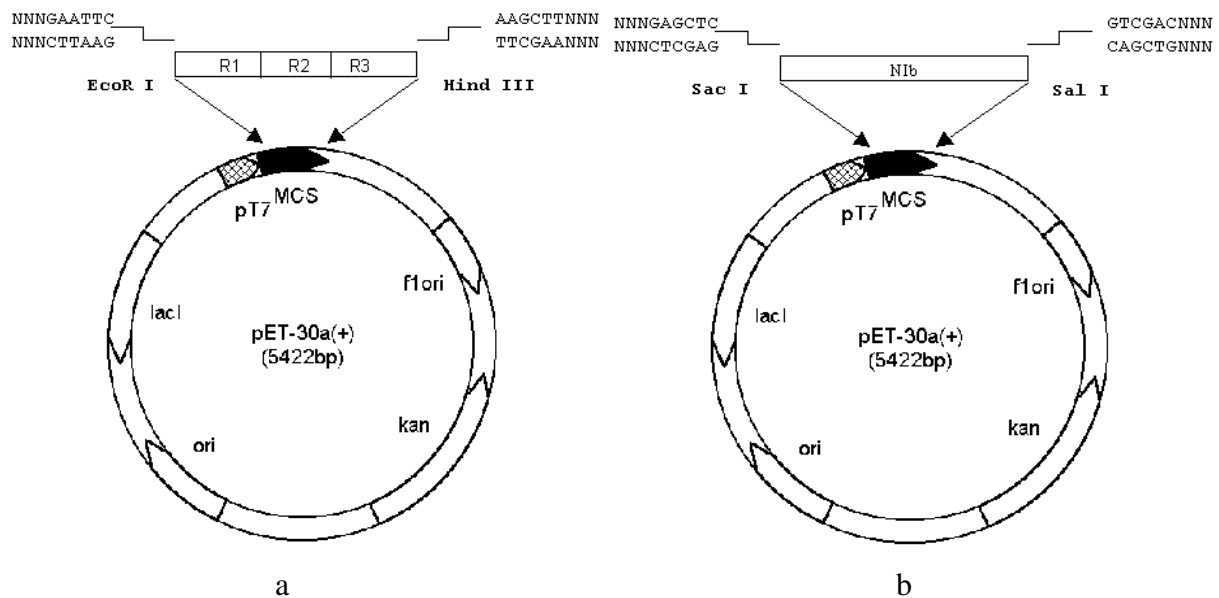 NNNGAATTC
NNNCTTAAG
AAGCTTNNN
TTCGAANNN
R1 R2 R3
EcoR I
Hind III
pT7
MCS
f1ori
lacI
pET-30a(+)
(5422bp)
kan
ori
a
NNNGAGCTC
NNNCTCGAG
GTCGACNNN
CAGCTGNNN
NIb
Sac I
Sal I
pT7
MCS
f1ori
lacI
pET-30a(+)
(5422bp)
kan
ori
b